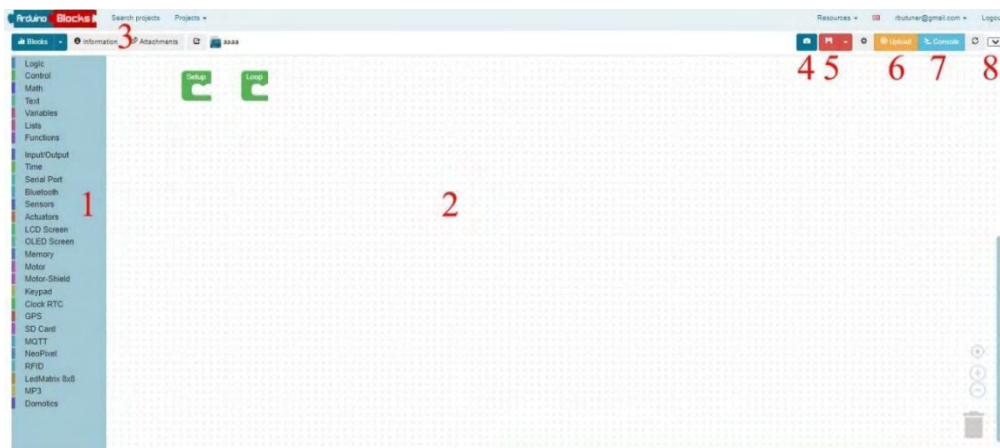 Arduino Blocks Search projects Projects Resources rbutuner@gmail.com Logou
Blocks Information Attachments aaaa Upload Console
3
4 5 6 7 8
Setup Loop
Logic
Control
Math
Text
Variables
Lists
Functions
Input/Output
Time
Serial Port
Bluetooth
Sensors
1
2
Actuators
LCD Screen
OLED Screen
Memory
Motor
Motor-Shield
Keypad
Clock RTC
GPS
SD Card
MQTT
NeoPixel
RFID
LedMatrix 8x8
MP3
Domotics